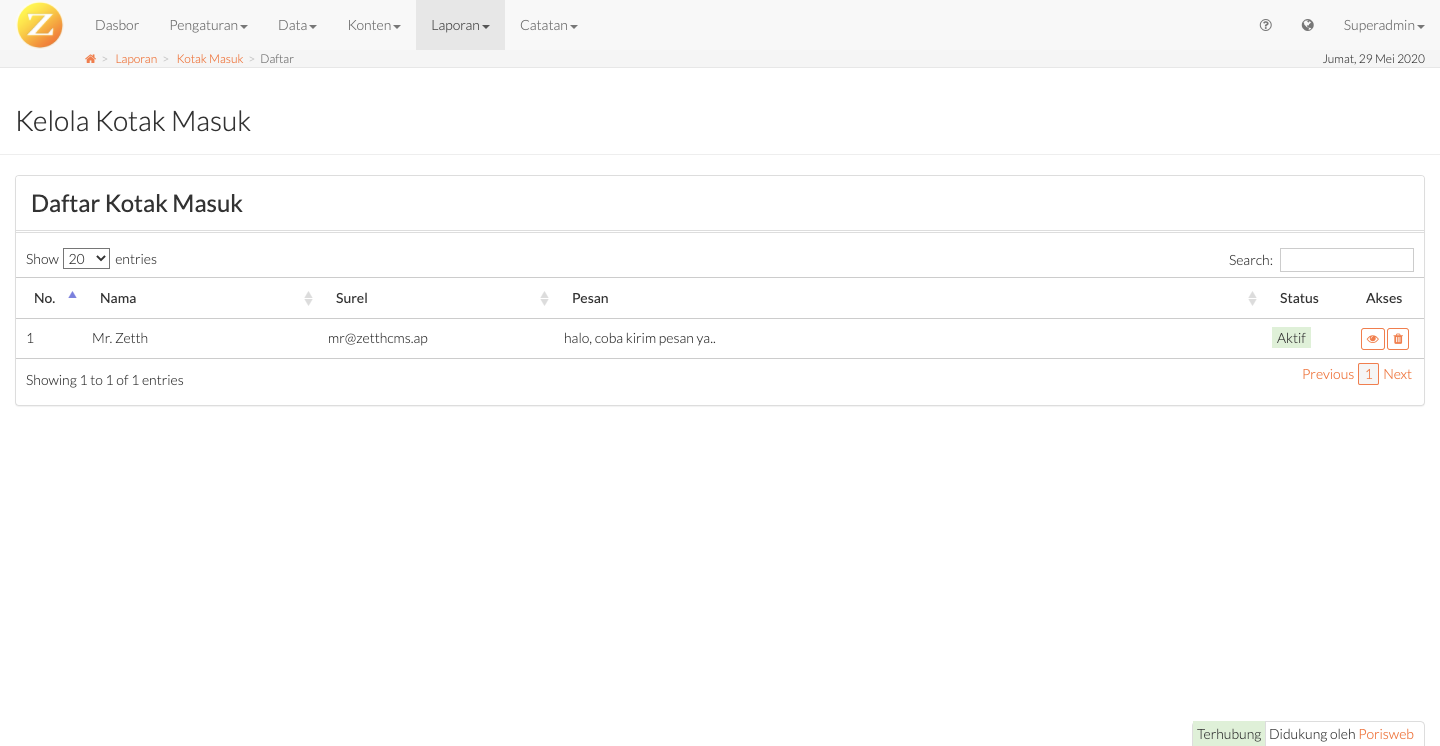 Z Dasbor Pengaturan Data Konten Laporan Catatan Superadmin
> Laporan > Kotak Masuk > Daftar Jumat, 29 Mei 2020
Kelola Kotak Masuk
Daftar Kotak Masuk
Show 20 entries Search:
No. Nama Surel Pesan Status Akses
1 Mr. Zetth mr@zetthcms.ap halo, coba kirim pesan ya.. Aktif
Showing 1 to 1 of 1 entries Previous 1 Next
Terhubung Didukung oleh Porisweb